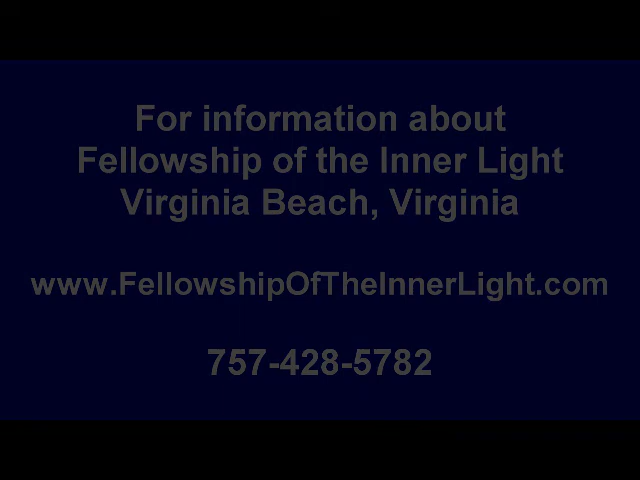 For information about
Fellowship of the Inner Light
Virginia Beach, Virginia
www.FellowshipOfTheInnerLight.com
757-428-5782